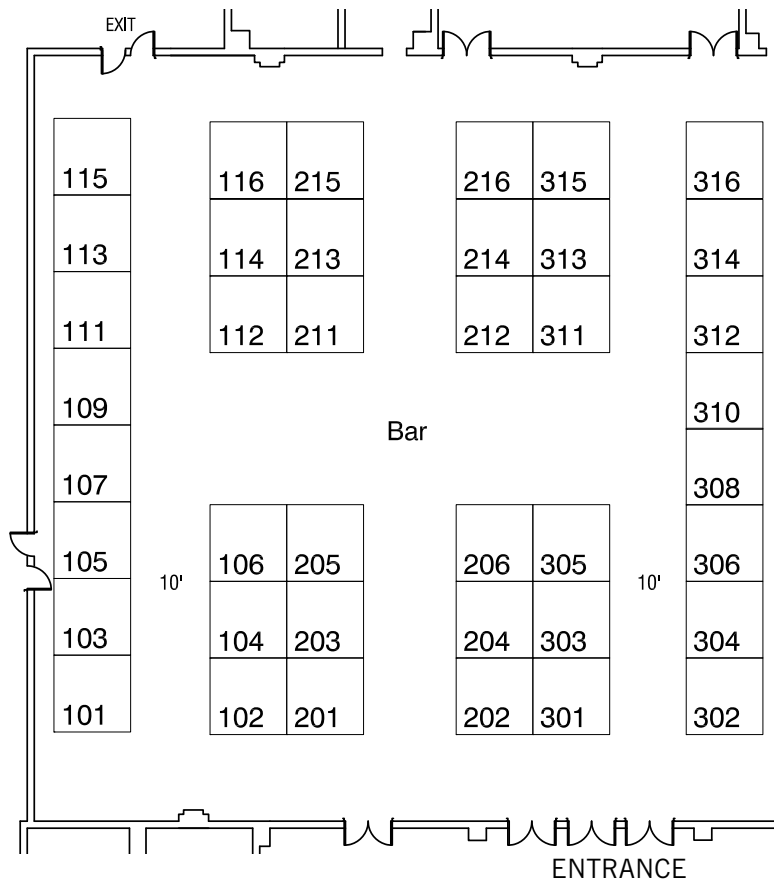 EXIT
115 116 215 216 315 316
113 114 213 214 313 314
111 112 211 212 311 312
109 310
Bar
107 308
105 106 205 206 305 306
10' 10'
103 104 203 204 303 304
101 102 201 202 301 302
ENTRANCE